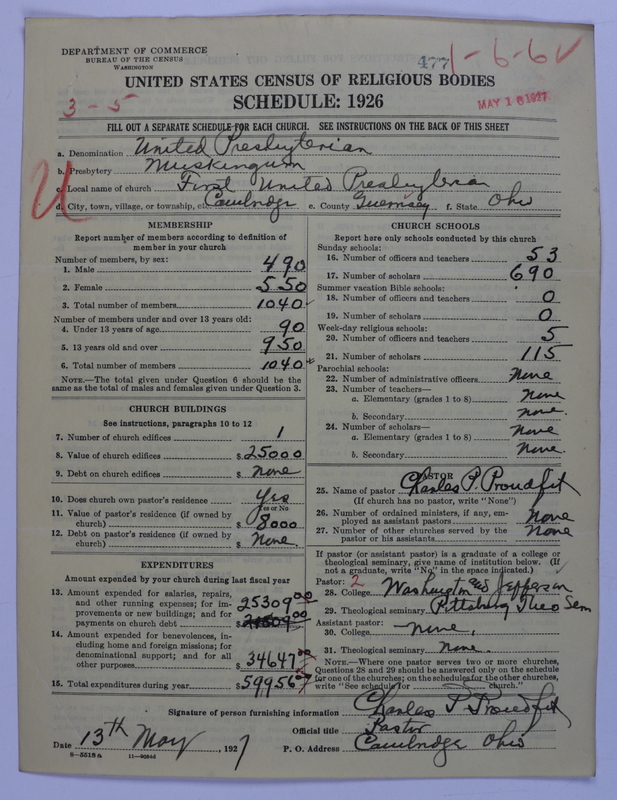 DEPARTMENT OF COMMERCE
BUREAU OF THE CENSUS
WASHINGTON
477
1-6-62
UNITED STATES CENSUS OF RELIGIOUS BODIES
3-5
SCHEDULE: 1926
MAY 16 1927
FILL OUT A SEPARATE SCHEDULE FOR EACH CHURCH. SEE INSTRUCTIONS ON THE BACK OF THIS SHEET
a. Denomination United Presbyterian
b. Presbytery Muskingum
c. Local name of church First United Presbyterian
d. City, town, village, or township, etc. Cambridge e. County Guernsey f. State Ohio
U
MEMBERSHIP
Report number of members according to definition of member in your church
Number of members, by sex:
1. Male 490
2. Female 550
3. Total number of members 1040
Number of members under and over 13 years old:
4. Under 13 years of age 90
5. 13 years old and over 950
6. Total number of members 1040
NOTE.—The total given under Question 6 should be the
same as the total of males and females given under Question 3.
CHURCH BUILDINGS
See instructions, paragraphs 10 to 12
7. Number of church edifices 1
8. Value of church edifices $ 25000
9. Debt on church edifices $ None
10. Does church own pastor's residence Yes
Yes or No
11. Value of pastor's residence (if owned by
church) $ 8000
12. Debt on pastor's residence (if owned by
church) $ None
EXPENDITURES
Amount expended by your church during last fiscal year
13. Amount expended for salaries, repairs,
and other running expenses; for im-
provements or new buildings; and for
payments on church debt $ 25309 00
14. Amount expended for benevolences, in-
cluding home and foreign missions; for
denominational support; and for all
other purposes $ 34647 00
15. Total expenditures during year $ 59956 00
CHURCH SCHOOLS
Report here only schools conducted by this church
Sunday schools:
16. Number of officers and teachers 53
17. Number of scholars 690
Summer vacation Bible schools:
18. Number of officers and teachers 0
19. Number of scholars 0
Week-day religious schools:
20. Number of officers and teachers 5
21. Number of scholars 115
Parochial schools:
22. Number of administrative officers None
23. Number of teachers—
a. Elementary (grades 1 to 8) None
b. Secondary None.
24. Number of scholars—
a. Elementary (grades 1 to 8) None
b. Secondary None.
PASTOR
25. Name of pastor Charles P. Proudfit
(If church has no pastor, write "None")
26. Number of ordained ministers, if any, em-
ployed as assistant pastors None
27. Number of other churches served by the
pastor or his assistants None
If pastor (or assistant pastor) is a graduate of a college or
theological seminary, give name of institution below. (If
not a graduate, write "No" in the space indicated.)
Pastor: 2
28. College Washington and Jefferson
29. Theological seminary Pittsburg Theo Sem
Assistant pastor:
30. College None.
31. Theological seminary None.
NOTE.—Where one pastor serves two or more churches,
Questions 28 and 29 should be answered only on the schedule
for one of the churches; on the schedules for the other churches,
write "See schedule for church."
Signature of person furnishing information Charles P Proudfit
Official title Pastor
Date 13th May, 1927 P. O. Address Cambridge Ohio
8—5518a 11—9084d